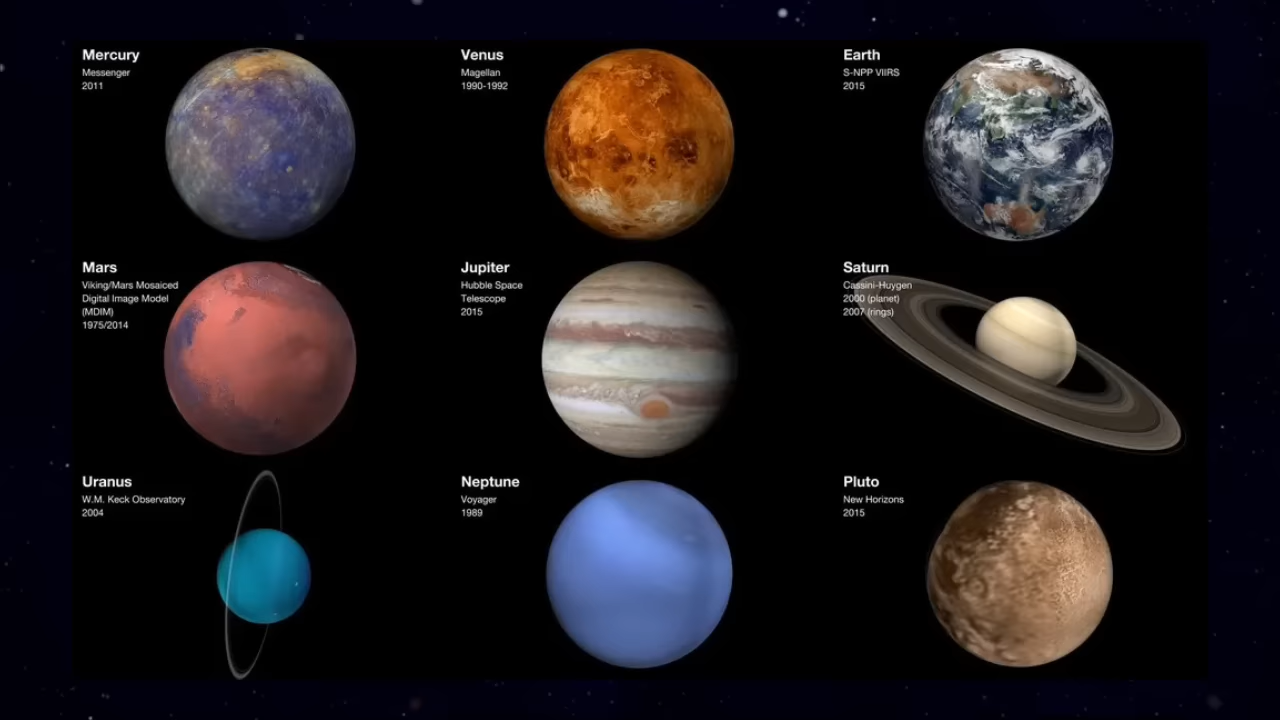 Mercury
Messenger
2011
Venus
Magellan
1990-1992
Earth
S-NPP VIIRS
2015
Mars
Viking/Mars Mosaiced
Digital Image Model
(MDIM)
1975/2014
Jupiter
Hubble Space
Telescope
2015
Saturn
Cassini-Huygen
2000 (planet)
2007 (rings)
Uranus
W.M. Keck Observatory
2004
Neptune
Voyager
1989
Pluto
New Horizons
2015